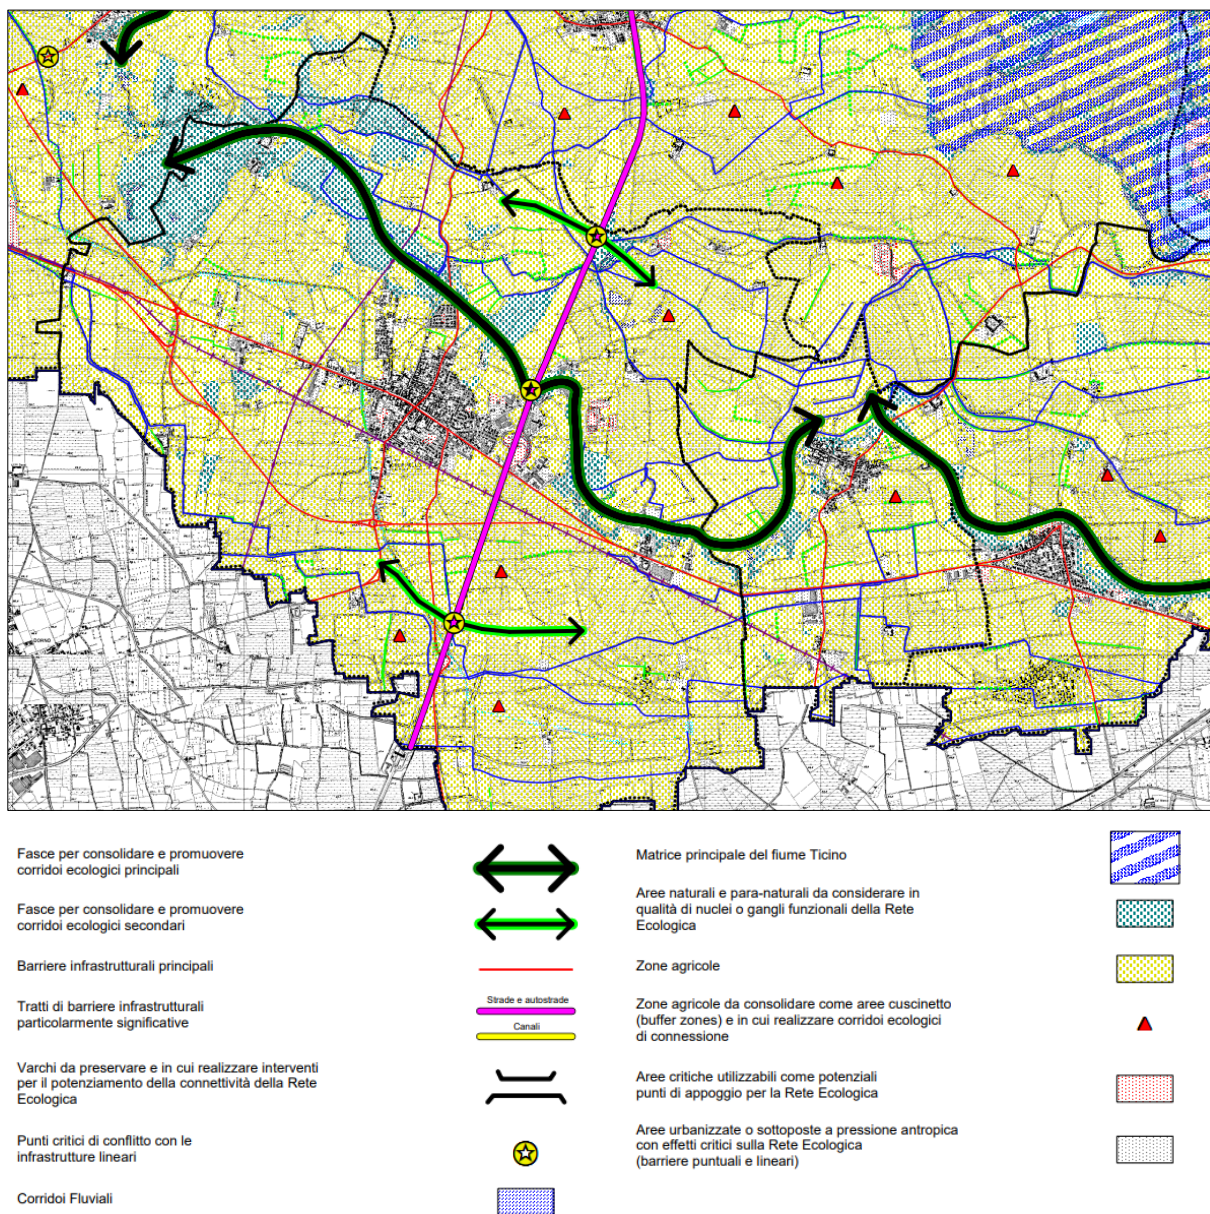 Fasce per consolidare e promuovere
corridoi ecologici principali
Fasce per consolidare e promuovere
corridoi ecologici secondari
Barriere infrastrutturali principali
Tratti di barriere infrastrutturali
particolarmente significative
Strade e autostrade
Canali
Varchi da preservare e in cui realizzare interventi
per il potenziamento della connettività della Rete
Ecologica
Punti critici di conflitto con le
infrastrutture lineari
Corridoi Fluviali
Matrice principale del fiume Ticino
Aree naturali e para-naturali da considerare in
qualità di nuclei o gangli funzionali della Rete
Ecologica
Zone agricole
Zone agricole da consolidare come aree cuscinetto
(buffer zones) e in cui realizzare corridoi ecologici
di connessione
Aree critiche utilizzabili come potenziali
punti di appoggio per la Rete Ecologica
Aree urbanizzate o sottoposte a pressione antropica
con effetti critici sulla Rete Ecologica
(barriere puntuali e lineari)